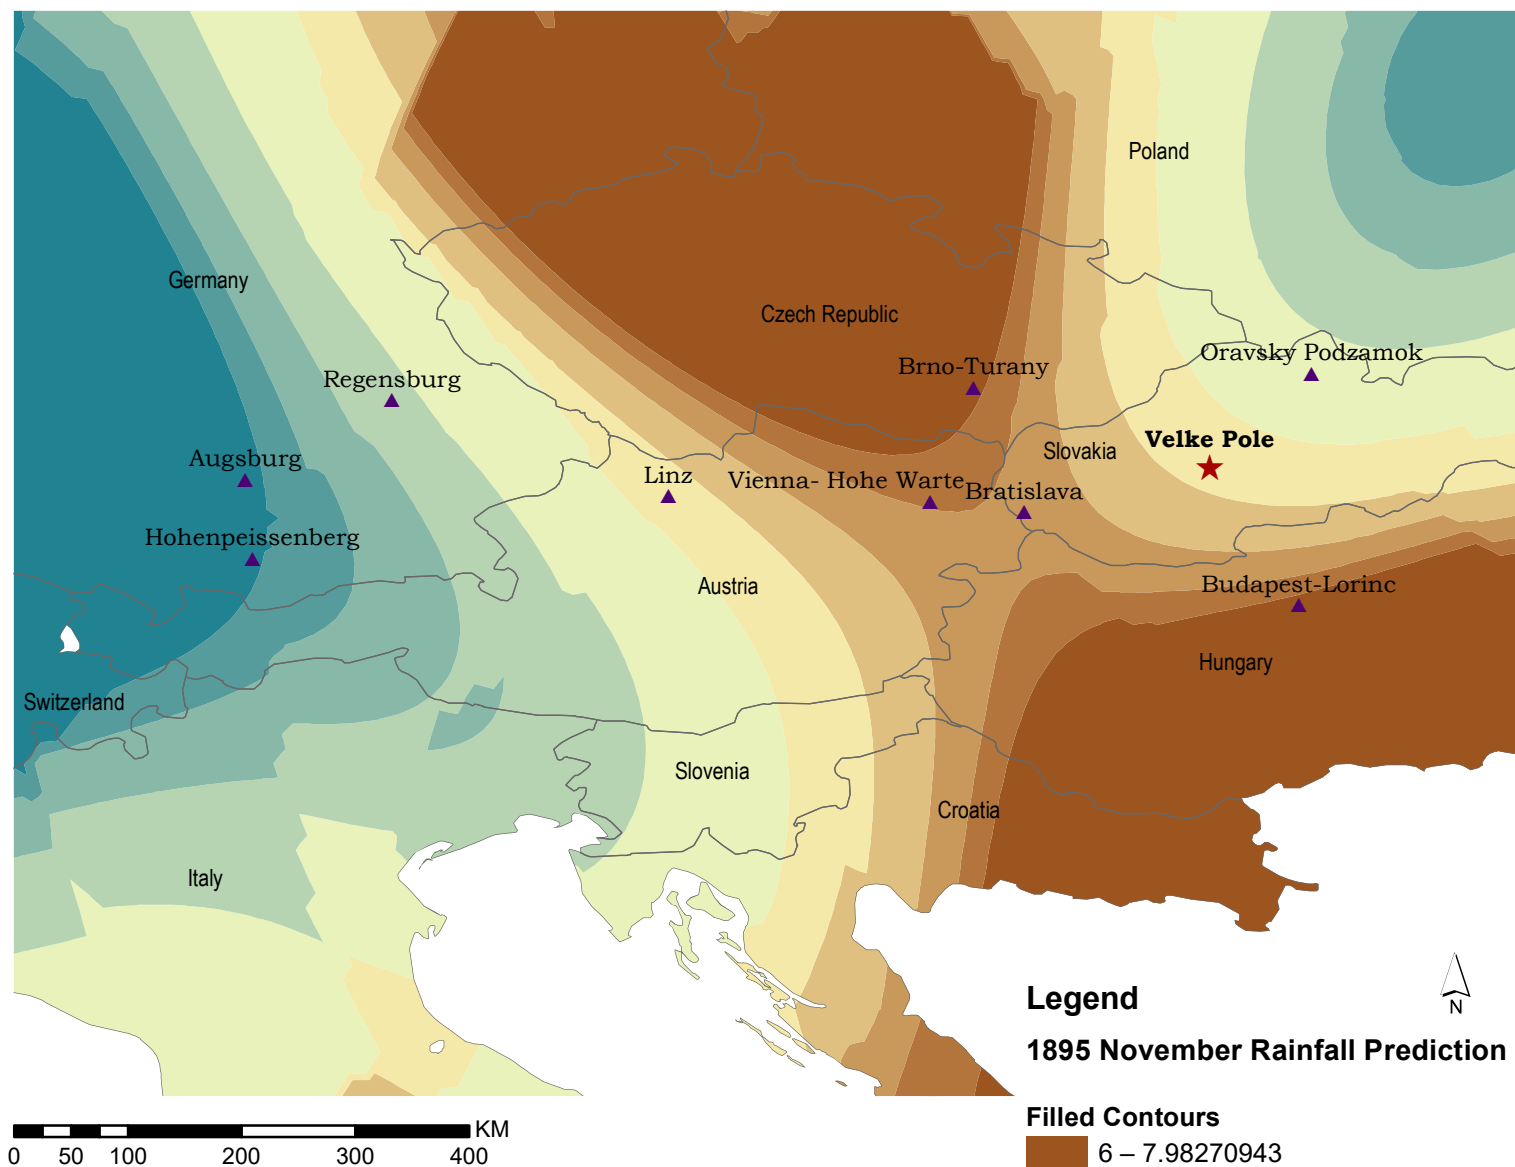 Poland
Germany
Czech Republic
Oravsky Podzamok
Brno-Turany
Regensburg
Velke Pole
Slovakia
Augsburg
Linz
Vienna- Hohe Warte
Bratislava
Hohenpeissenberg
Austria
Budapest-Lorinc
Hungary
Switzerland
Slovenia
Croatia
Italy
Legend
N
1895 November Rainfall Prediction
Filled Contours
6 – 7.98270943
KM
0 50 100 200 300 400